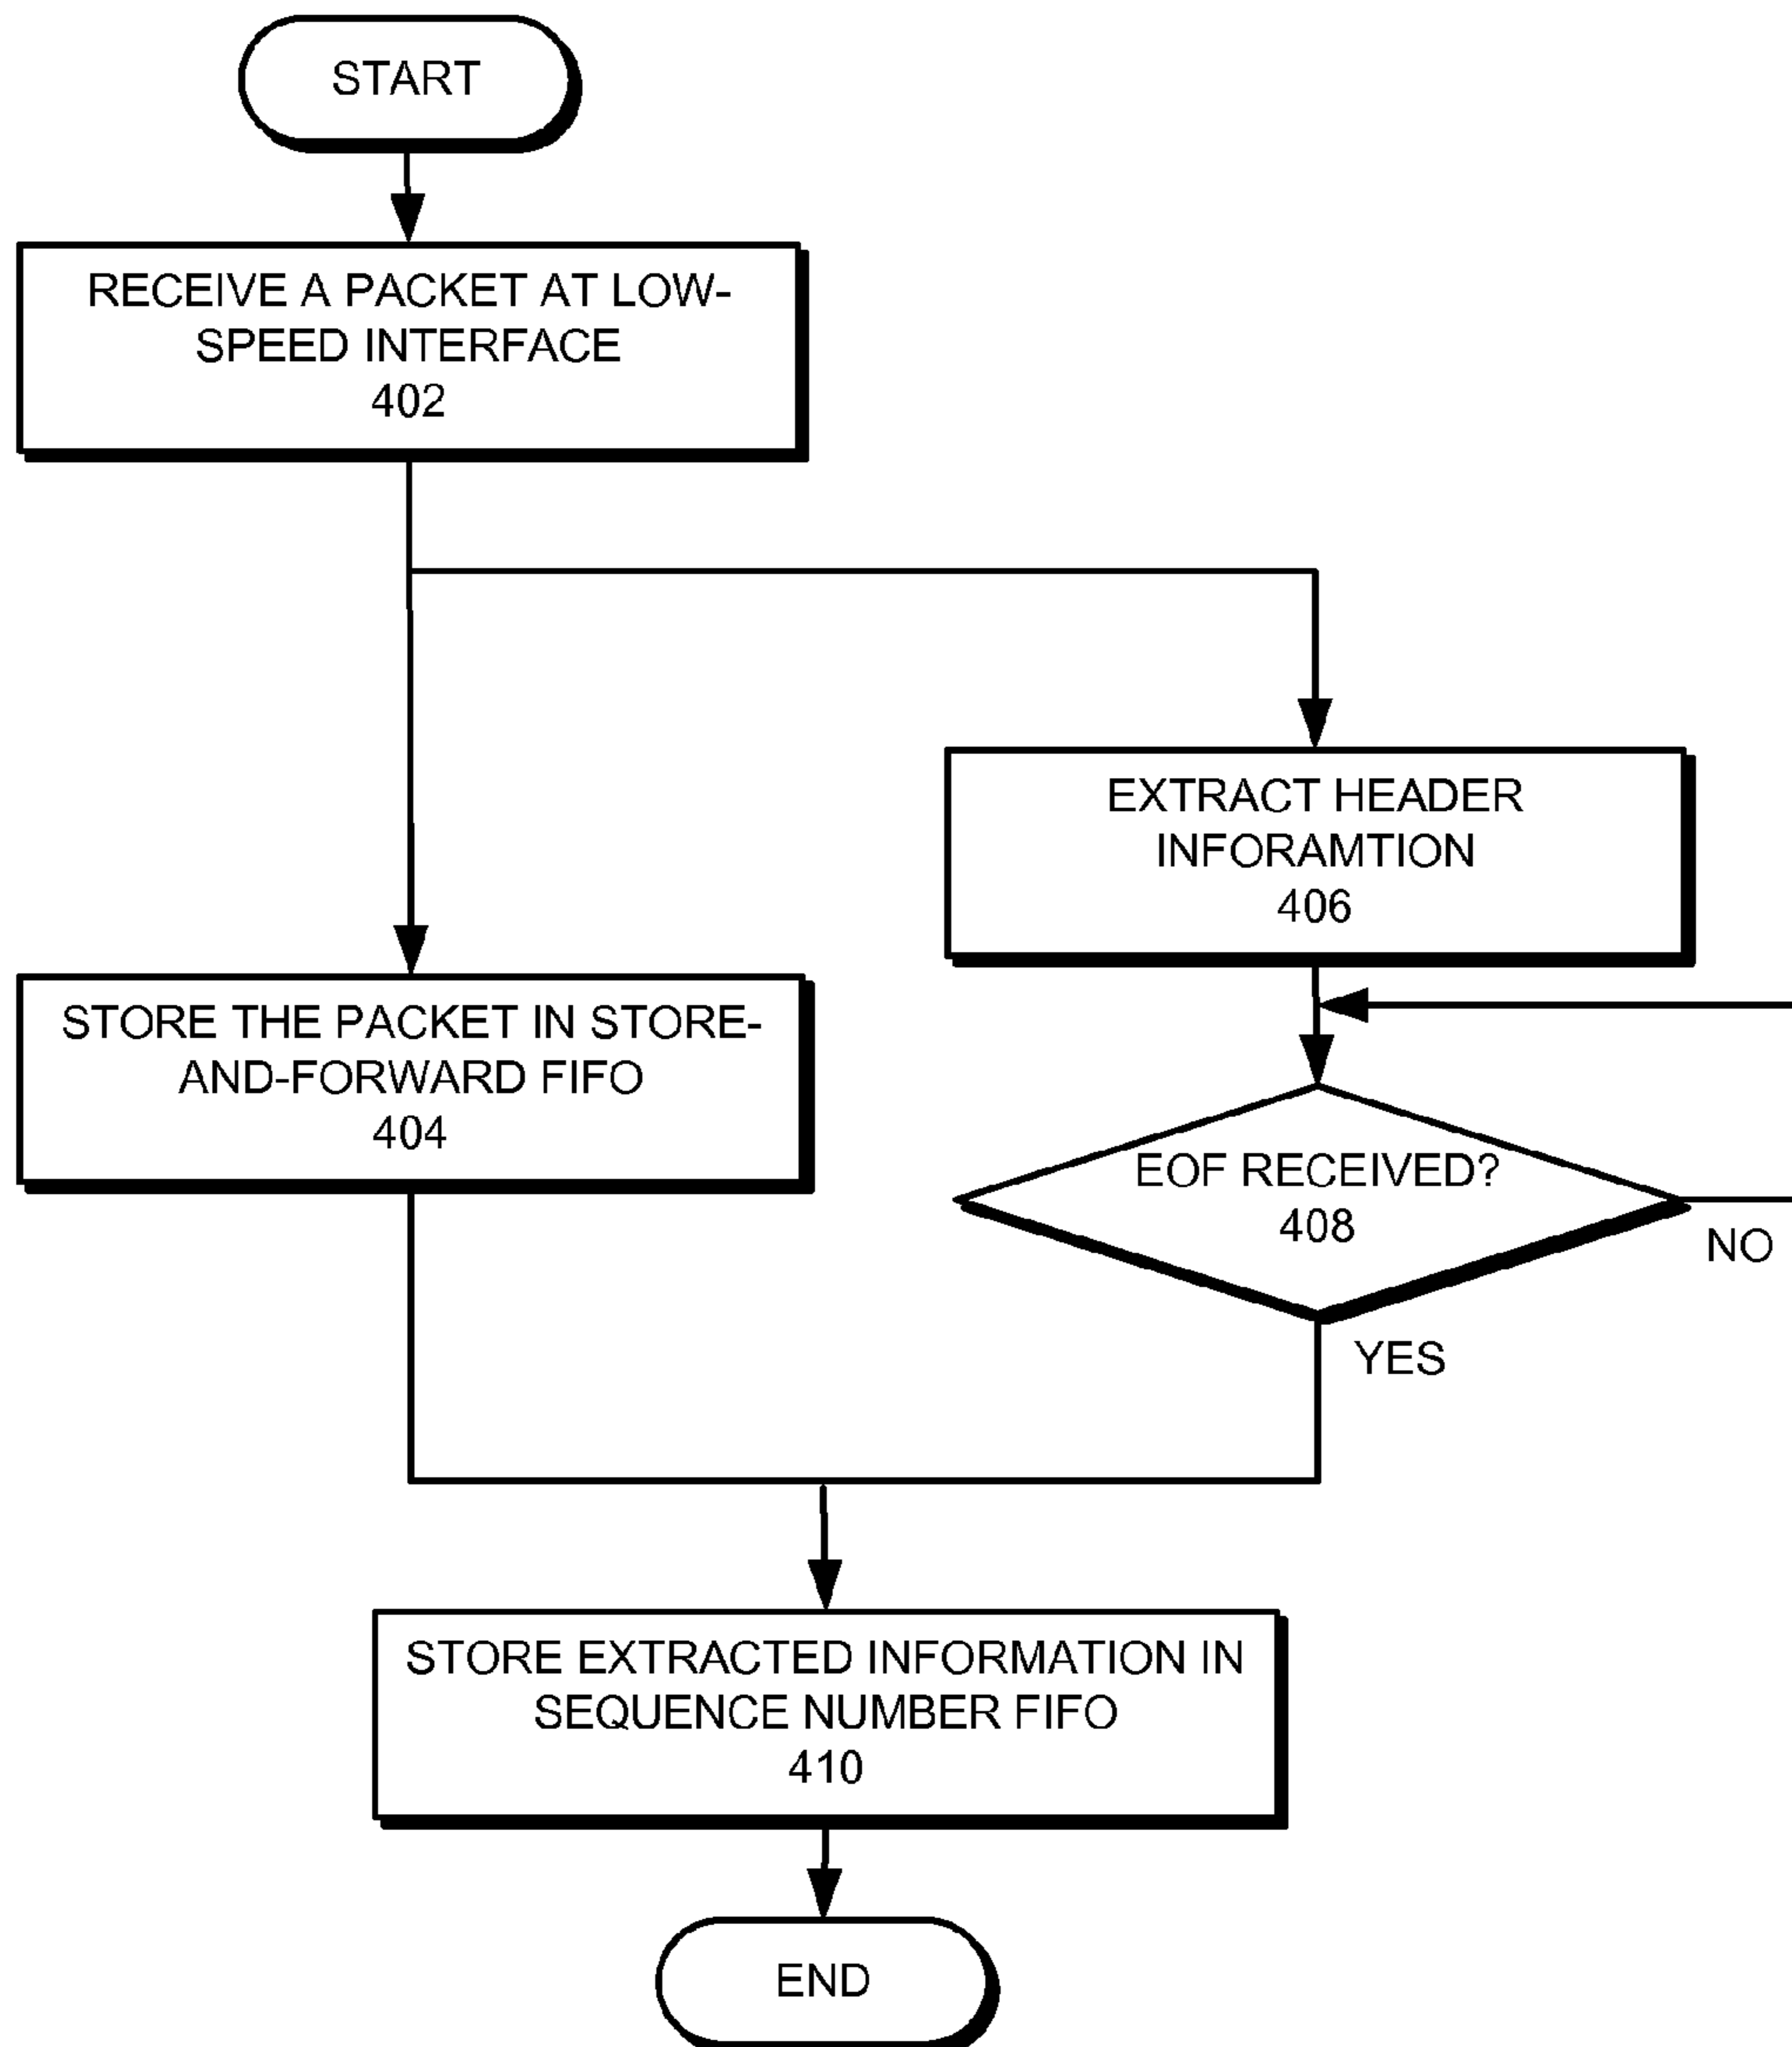 START
RECEIVE A PACKET AT LOW-
SPEED INTERFACE
402
EXTRACT HEADER
INFORAMTION
406
STORE THE PACKET IN STORE-
AND-FORWARD FIFO
404
EOF RECEIVED?
408
NO
YES
STORE EXTRACTED INFORMATION IN
SEQUENCE NUMBER FIFO
410
END